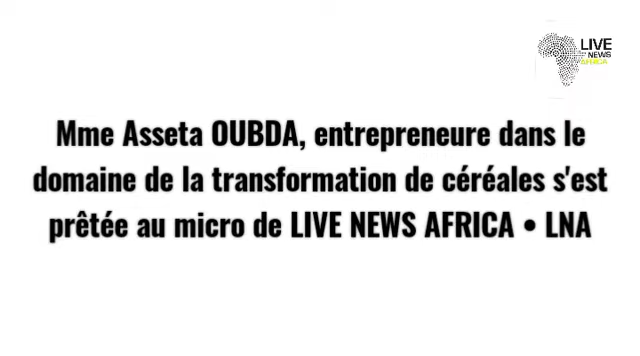 LIVE
NEWS
AFRICA
Mme Asseta OUBDA, entrepreneure dans le
domaine de la transformation de céréales s'est
prêtée au micro de LIVE NEWS AFRICA • LNA